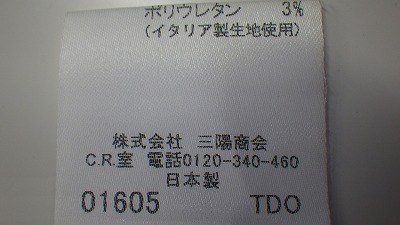 ポリウレタン 3%
(イタリア製生地使用)
株式会社 三陽商会
C.R.室 電話0120-340-460
日本製
01605 TDO